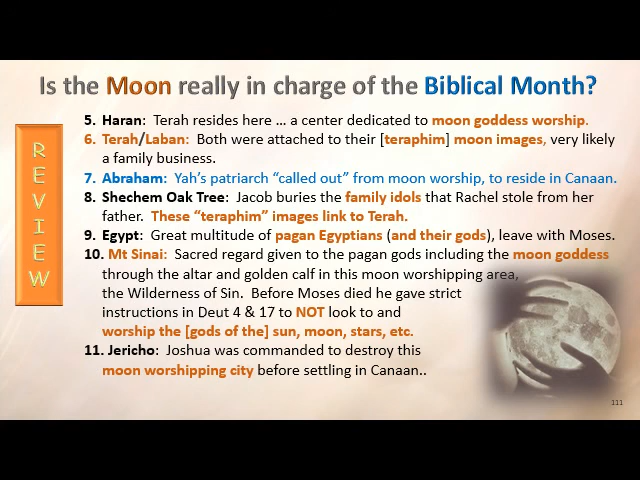 Is the Moon really in charge of the Biblical Month?
REVIEW
5. Haran: Terah resides here … a center dedicated to moon goddess worship.
6. Terah/Laban: Both were attached to their [teraphim] moon images, very likely
a family business.
7. Abraham: Yah's patriarch "called out" from moon worship, to reside in Canaan.
8. Shechem Oak Tree: Jacob buries the family idols that Rachel stole from her
father. These "teraphim" images link to Terah.
9. Egypt: Great multitude of pagan Egyptians (and their gods), leave with Moses.
10. Mt Sinai: Sacred regard given to the pagan gods including the moon goddess
through the altar and golden calf in this moon worshipping area,
the Wilderness of Sin. Before Moses died he gave strict
instructions in Deut 4 & 17 to NOT look to and
worship the [gods of the] sun, moon, stars, etc.
11. Jericho: Joshua was commanded to destroy this
moon worshipping city before settling in Canaan..
111